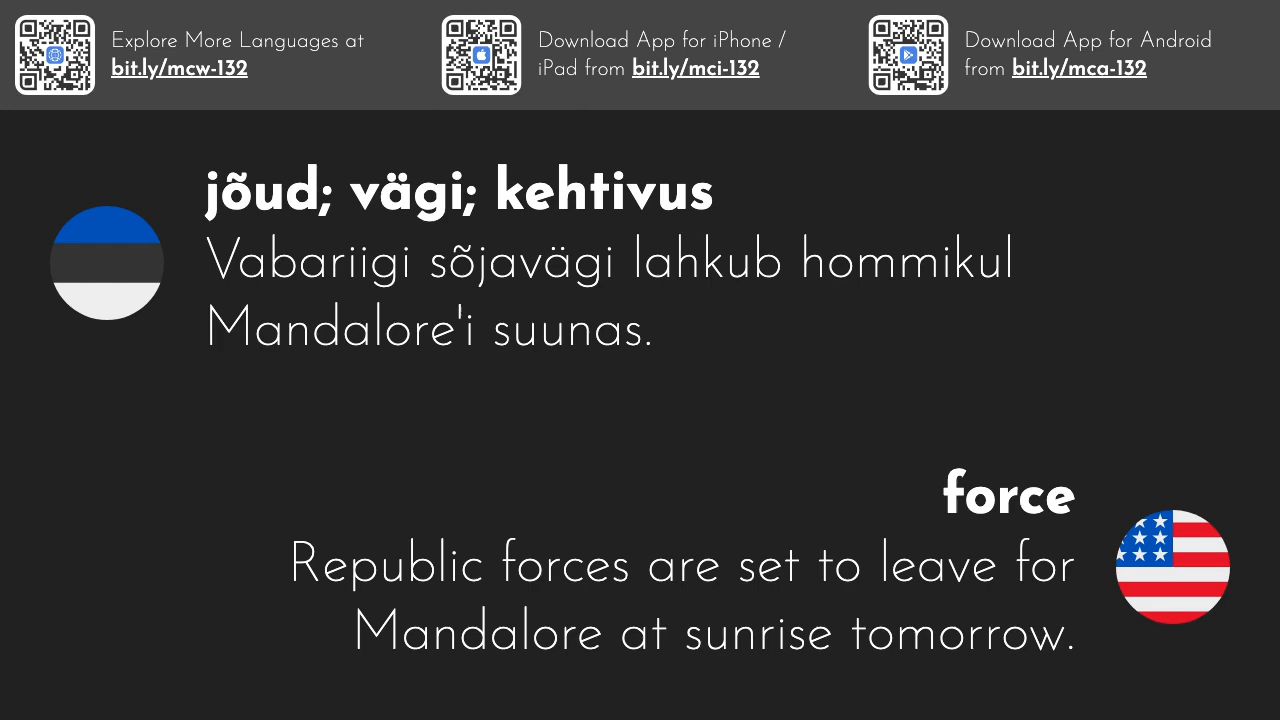 Explore More Languages at
bit.ly/mcw-132
Download App for iPhone /
iPad from bit.ly/mci-132
Download App for Android
from bit.ly/mca-132
jõud; vägi; kehtivus
Vabariigi sõjavägi lahkub hommikul
Mandalore'i suunas.
force
Republic forces are set to leave for
Mandalore at sunrise tomorrow.